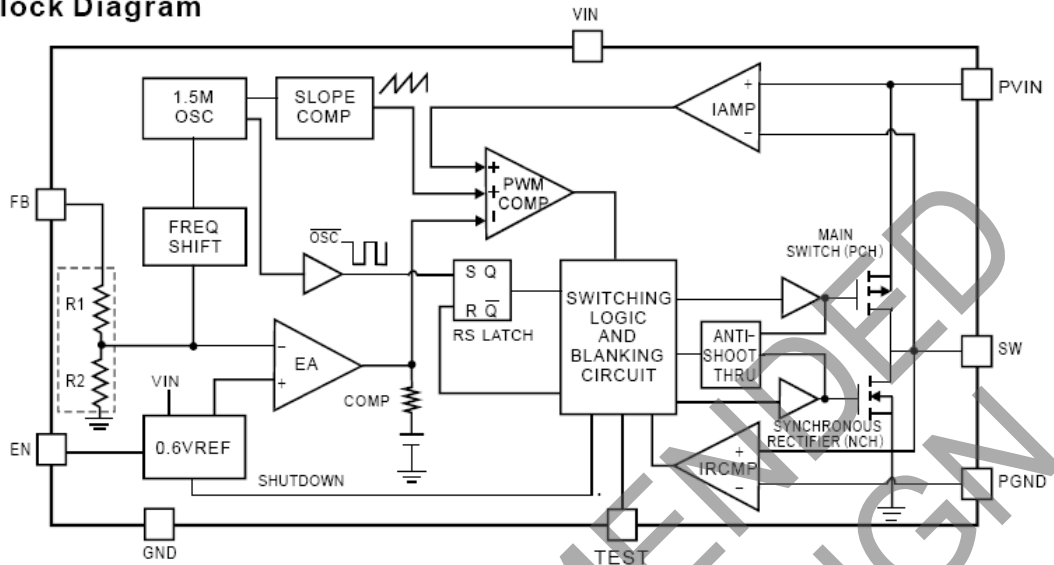 lock Diagram
VIN
1.5M
OSC
SLOPE
COMP
IAMP
+
−
PVIN
FB
FREQ
SHIFT
+
+
−
PWM
COMP
OSC
MAIN
SWITCH (PCH)
R1
R2
S Q
R Q
RS LATCH
SWITCHING
LOGIC
AND
BLANKING
CIRCUIT
ANTI-
SHOOT
THRU
SW
−
+
EA
VIN
COMP
0.6VREF
EN
SYNCHRONOUS
RECTIFIER (NCH)
+
−
IRCMP
SHUTDOWN
PGND
GND
TEST
MENDED
IGN